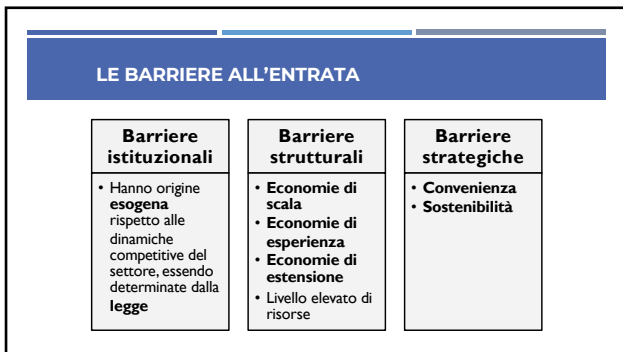 LE BARRIERE ALL’ENTRATA
Barriere
istituzionali
• Hanno origine
esogena
rispetto alle
dinamiche
competitive del
settore, essendo
determinate dalla
legge
Barriere
strutturali
• Economie di
scala
• Economie di
esperienza
• Economie di
estensione
• Livello elevato di
risorse
Barriere
strategiche
• Convenienza
• Sostenibilità